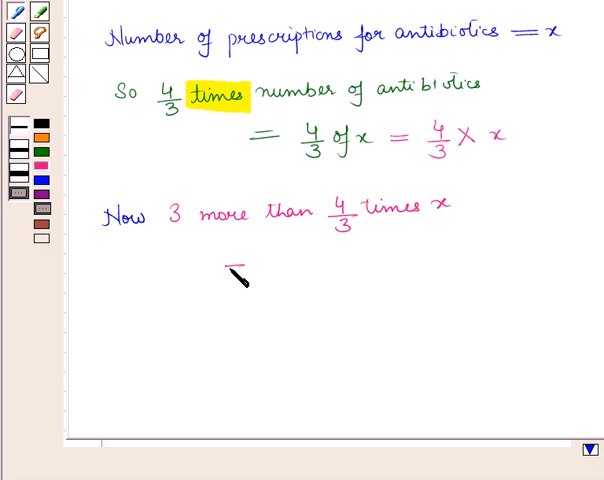 Number of prescriptions for antibiotics = x
So 4/3 times number of antibiotics
= 4/3 of x = 4/3 × x
Now 3 more than 4/3 times x